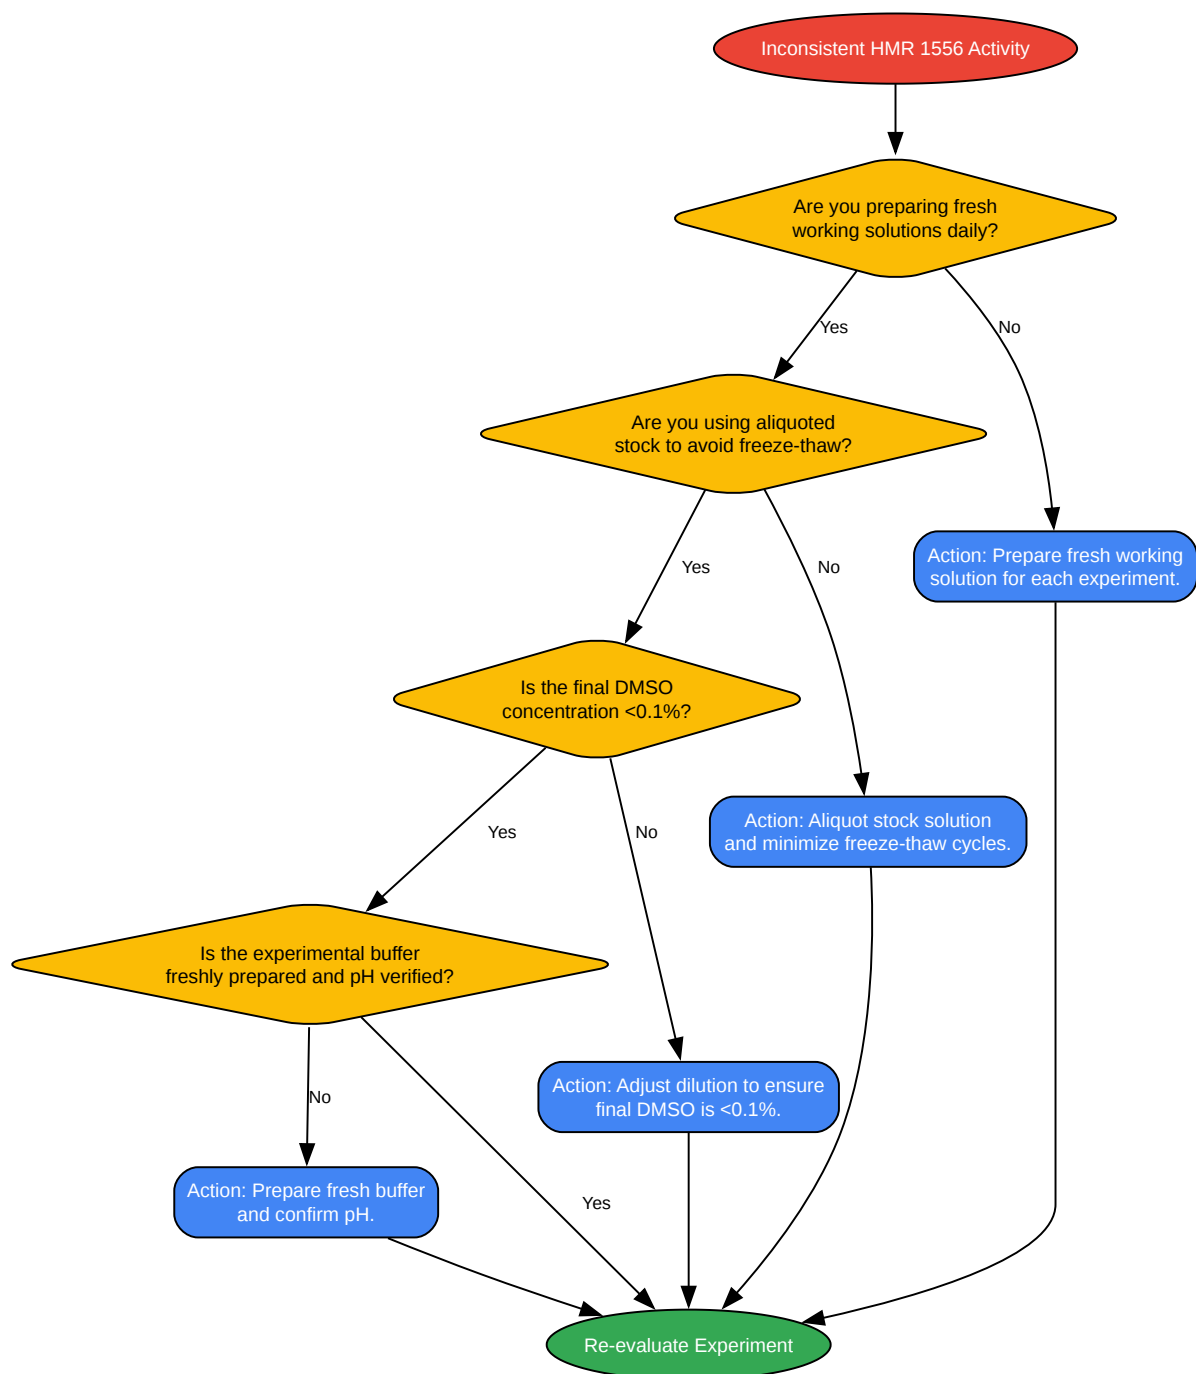 Inconsistent HMR 1556 Activity
Are you preparing fresh
working solutions daily?
Yes
No
Are you using aliquoted
stock to avoid freeze-thaw?
Action: Prepare fresh working
solution for each experiment.
Yes
No
Is the final DMSO
concentration <0.1%?
Action: Aliquot stock solution
and minimize freeze-thaw cycles.
Yes
No
Is the experimental buffer
freshly prepared and pH verified?
Action: Adjust dilution to ensure
final DMSO is <0.1%.
No
Action: Prepare fresh buffer
and confirm pH.
Yes
Re-evaluate Experiment